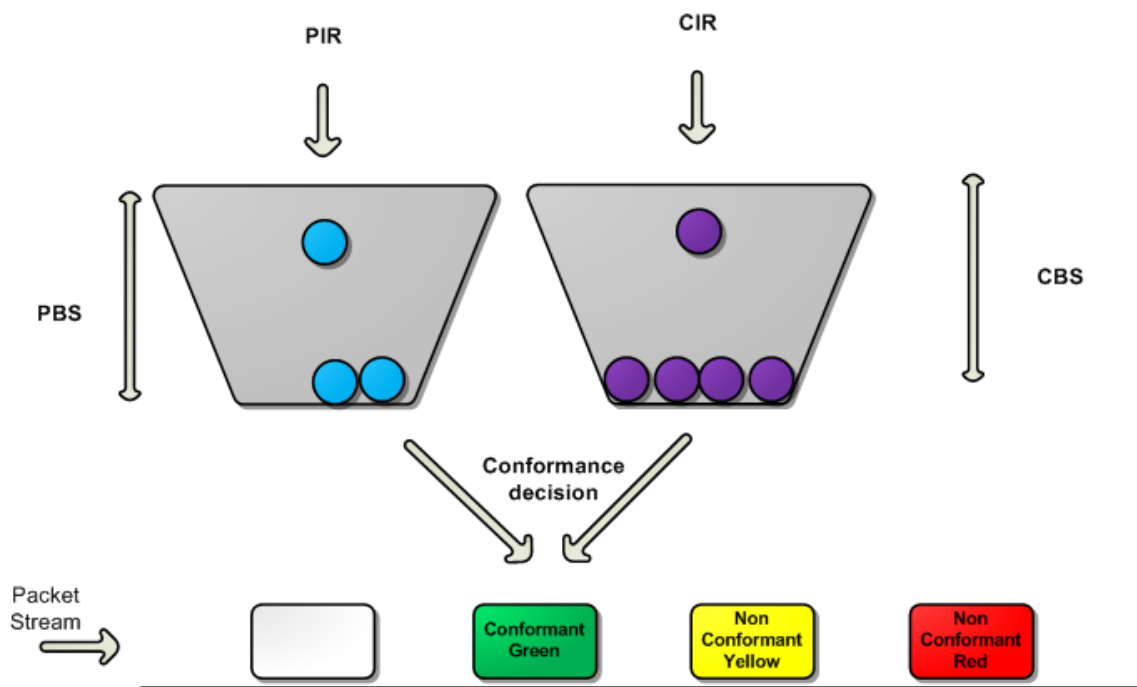 PIR
CIR
PBS
CBS
Conformance
decision
Packet
Stream
Conformant
Green
Non
Conformant
Yellow
Non
Conformant
Red